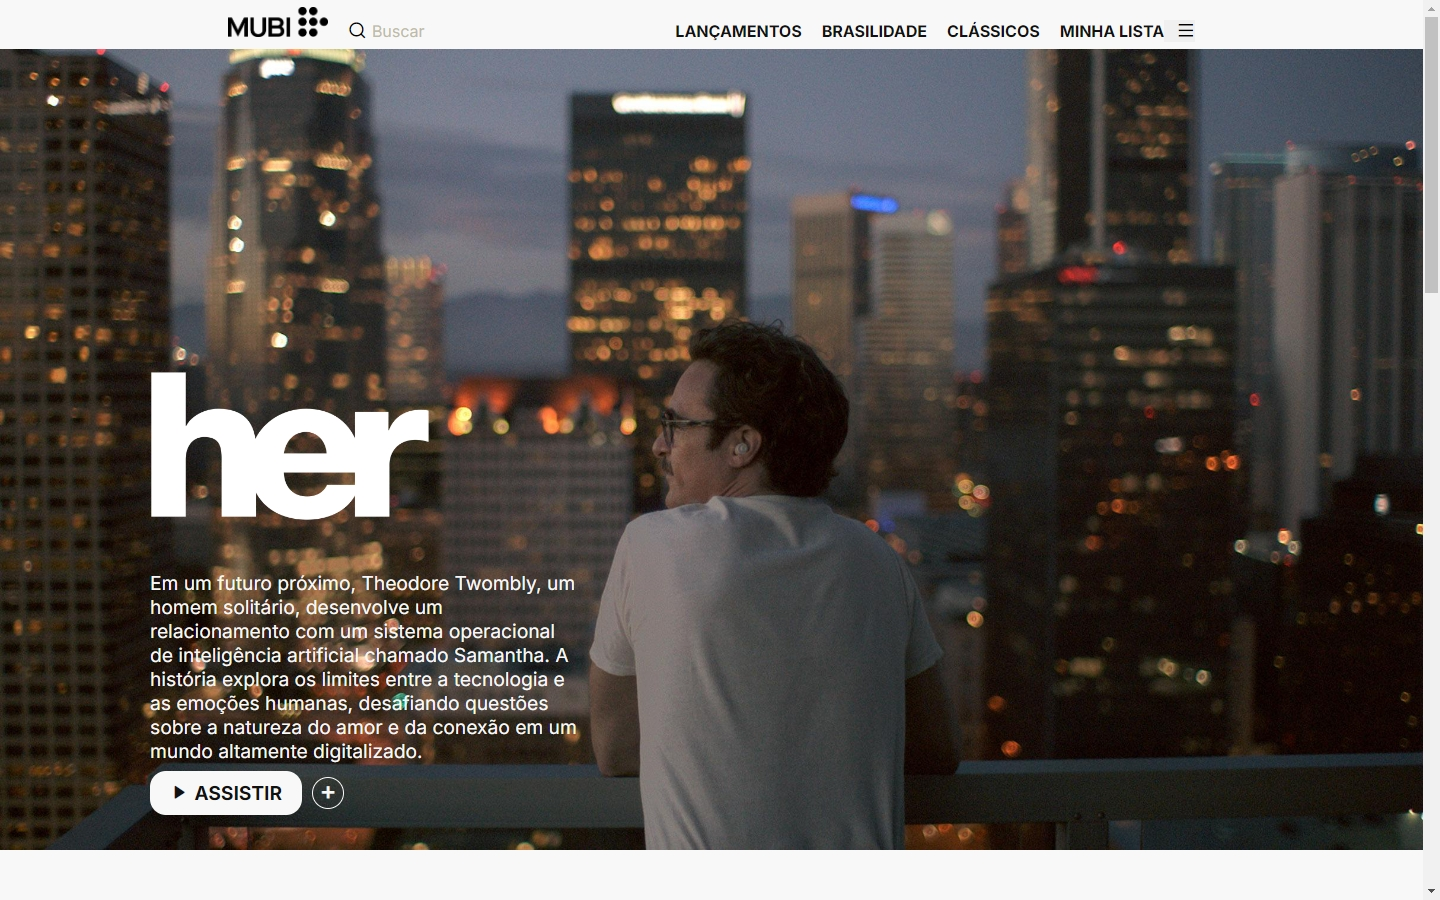 MUBI
Buscar
LANÇAMENTOS BRASILIDADE CLÁSSICOS MINHA LISTA
her
Em um futuro próximo, Theodore Twombly, um
homem solitário, desenvolve um
relacionamento com um sistema operacional
de inteligência artificial chamado Samantha. A
história explora os limites entre a tecnologia e
as emoções humanas, desafiando questões
sobre a natureza do amor e da conexão em um
mundo altamente digitalizado.
ASSISTIR